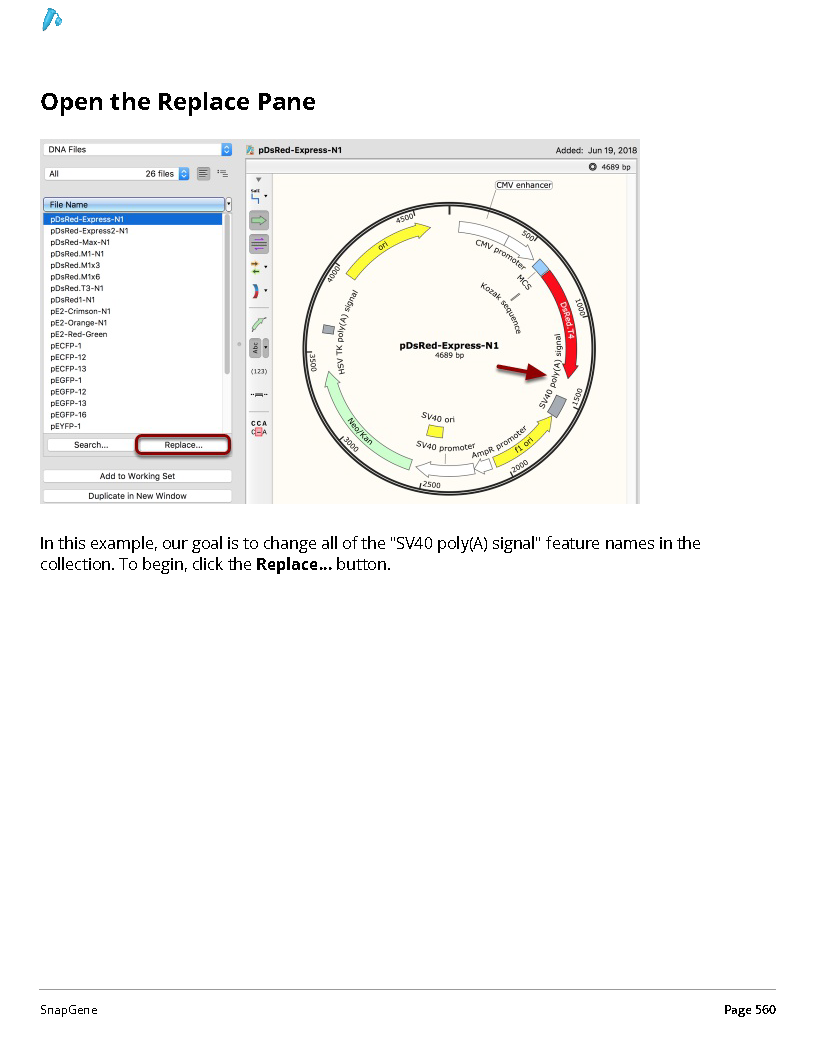 Open the Replace Pane
DNA Files
All 26 files
File Name
pDsRed-Express-N1
pDsRed-Express2-N1
pDsRed-Max-N1
pDsRed.M1-N1
pDsRed.M1x3
pDsRed.M1x6
pDsRed.T3-N1
pDsRed1-N1
pE2-Crimson-N1
pE2-Orange-N1
pE2-Red-Green
pECFP-1
pECFP-12
pECFP-13
pEGFP-1
pEGFP-12
pEGFP-13
pEGFP-16
pEYFP-1
Search... Replace...
Add to Working Set
Duplicate in New Window
pDsRed-Express-N1 Added: Jun 19, 2018
4689 bp
SalI
Abc
(123)
CCA
C–A
CMV enhancer
4500
500
ori
CMV promoter
4000
MCS
1000
Kozak sequence
DsRed.T4
HSV TK poly(A) signal
pDsRed-Express-N1
4689 bp
SV40 poly(A) signal
3500
1500
SV40 ori
Neo/Kan
SV40 promoter
AmpR promoter
f1 ori
3000
2000
2500
In this example, our goal is to change all of the "SV40 poly(A) signal" feature names in the
collection. To begin, click the Replace... button.
SnapGene Page 560